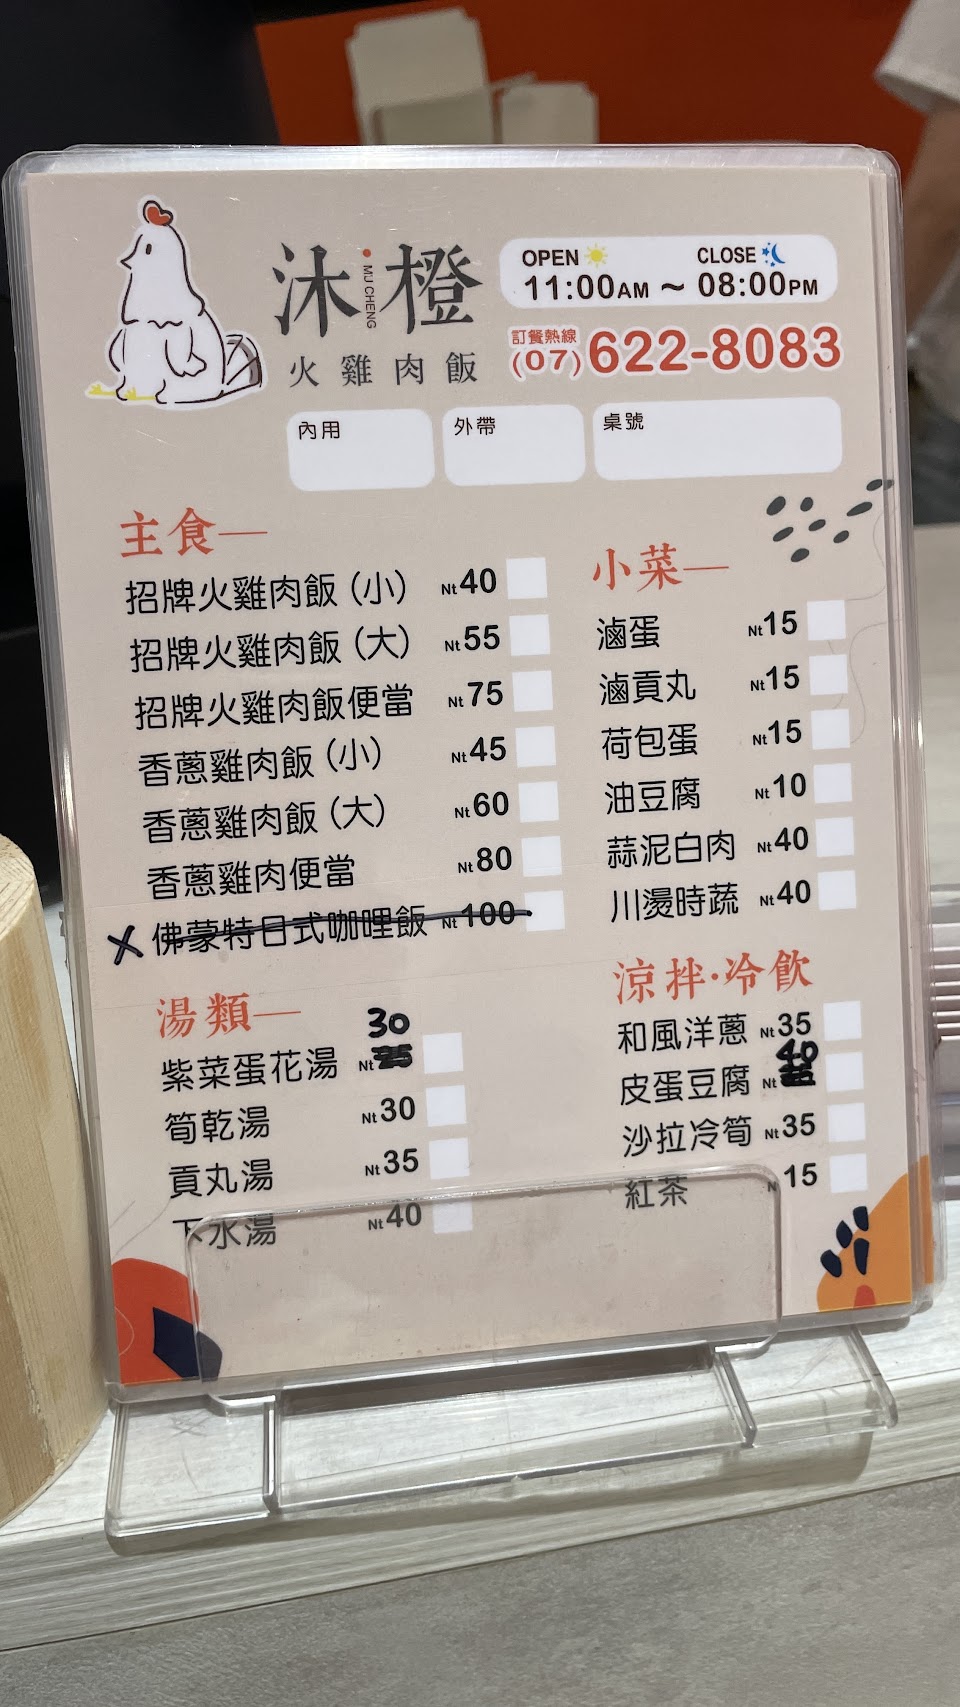 沐橙
MU CHENG
火雞肉飯
OPEN CLOSE
11:00AM ~ 08:00PM
訂餐熱線
(07) 622-8083
內用 外帶 桌號
主食—
招牌火雞肉飯(小) Nt40
招牌火雞肉飯(大) Nt55
招牌火雞肉飯便當 Nt75
香蔥雞肉飯(小) Nt45
香蔥雞肉飯(大) Nt60
香蔥雞肉便當 Nt80
X 佛蒙特日式咖哩飯 Nt100
湯類—
30
紫菜蛋花湯 Nt
筍乾湯 Nt30
貢丸湯 Nt35
下水湯 Nt40
小菜—
滷蛋 Nt15
滷貢丸 Nt15
荷包蛋 Nt15
油豆腐 Nt10
蒜泥白肉 Nt40
川燙時蔬 Nt40
涼拌·冷飲
和風洋蔥 Nt35
40
皮蛋豆腐 Nt
沙拉冷筍 Nt35
紅茶 N 15